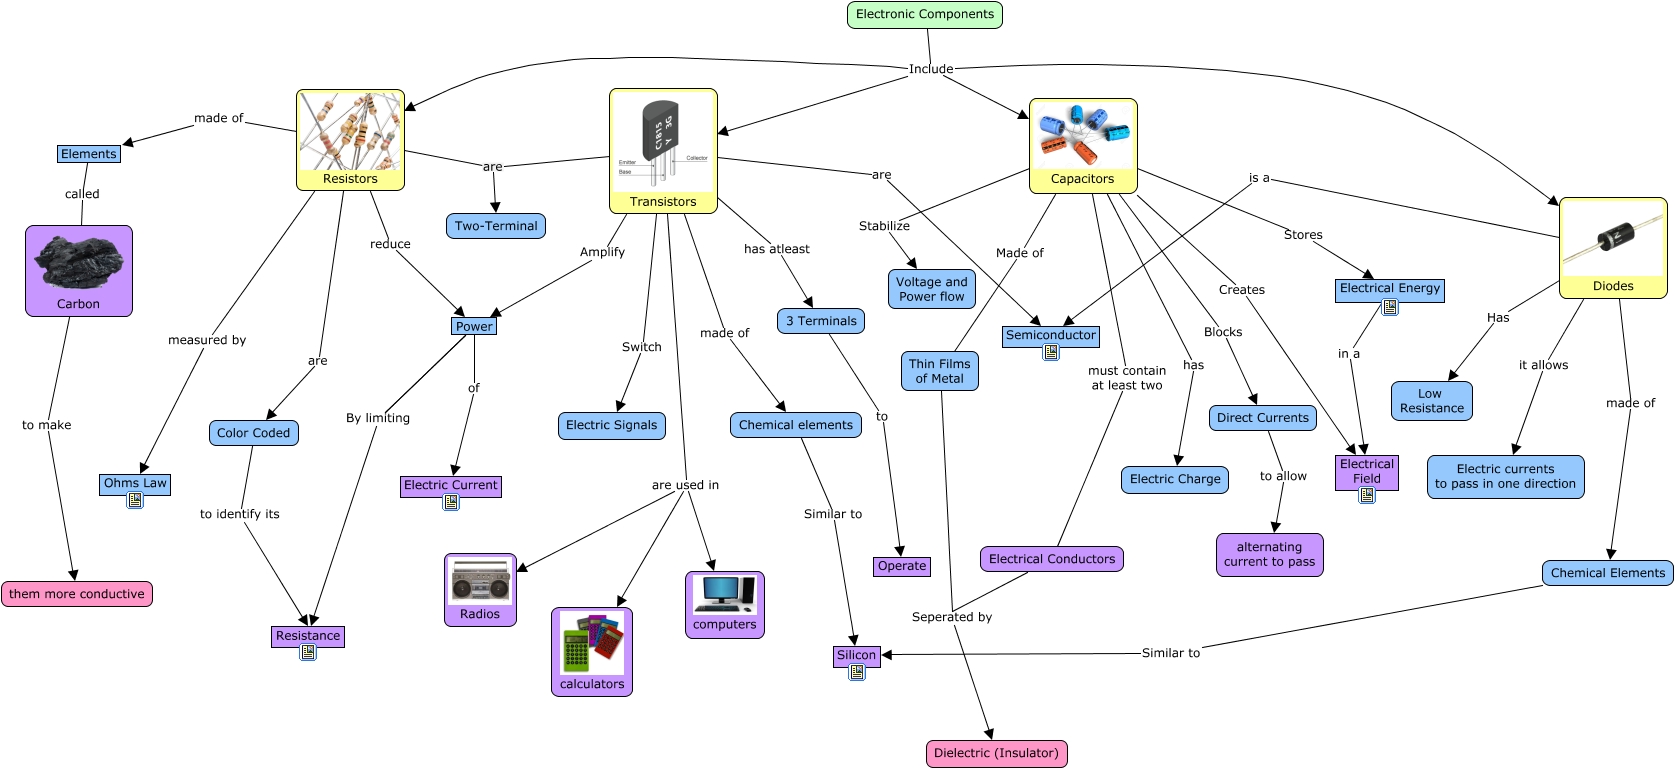 Electronic Components
Include
made of
Elements
called
Carbon
to make
them more conductive
Resistors
are
Two-Terminal
measured by
Ohms Law
are
Color Coded
to identify its
Resistance
reduce
Power
By limiting
of
Electric Current
C1815
Y 3G
Emitter
Base
Collector
Transistors
Amplify
Switch
Electric Signals
are used in
Radios
calculators
computers
made of
Chemical elements
Similar to
Silicon
has atleast
3 Terminals
to
Operate
are
Semiconductor
Capacitors
Stabilize
Voltage and
Power flow
Made of
Thin Films
of Metal
Seperated by
Dielectric (Insulator)
must contain
at least two
Electrical Conductors
has
Electric Charge
Blocks
Direct Currents
to allow
alternating
current to pass
Creates
Electrical
Field
Stores
Electrical Energy
in a
is a
Diodes
Has
Low
Resistance
it allows
Electric currents
to pass in one direction
made of
Chemical Elements
Similar to